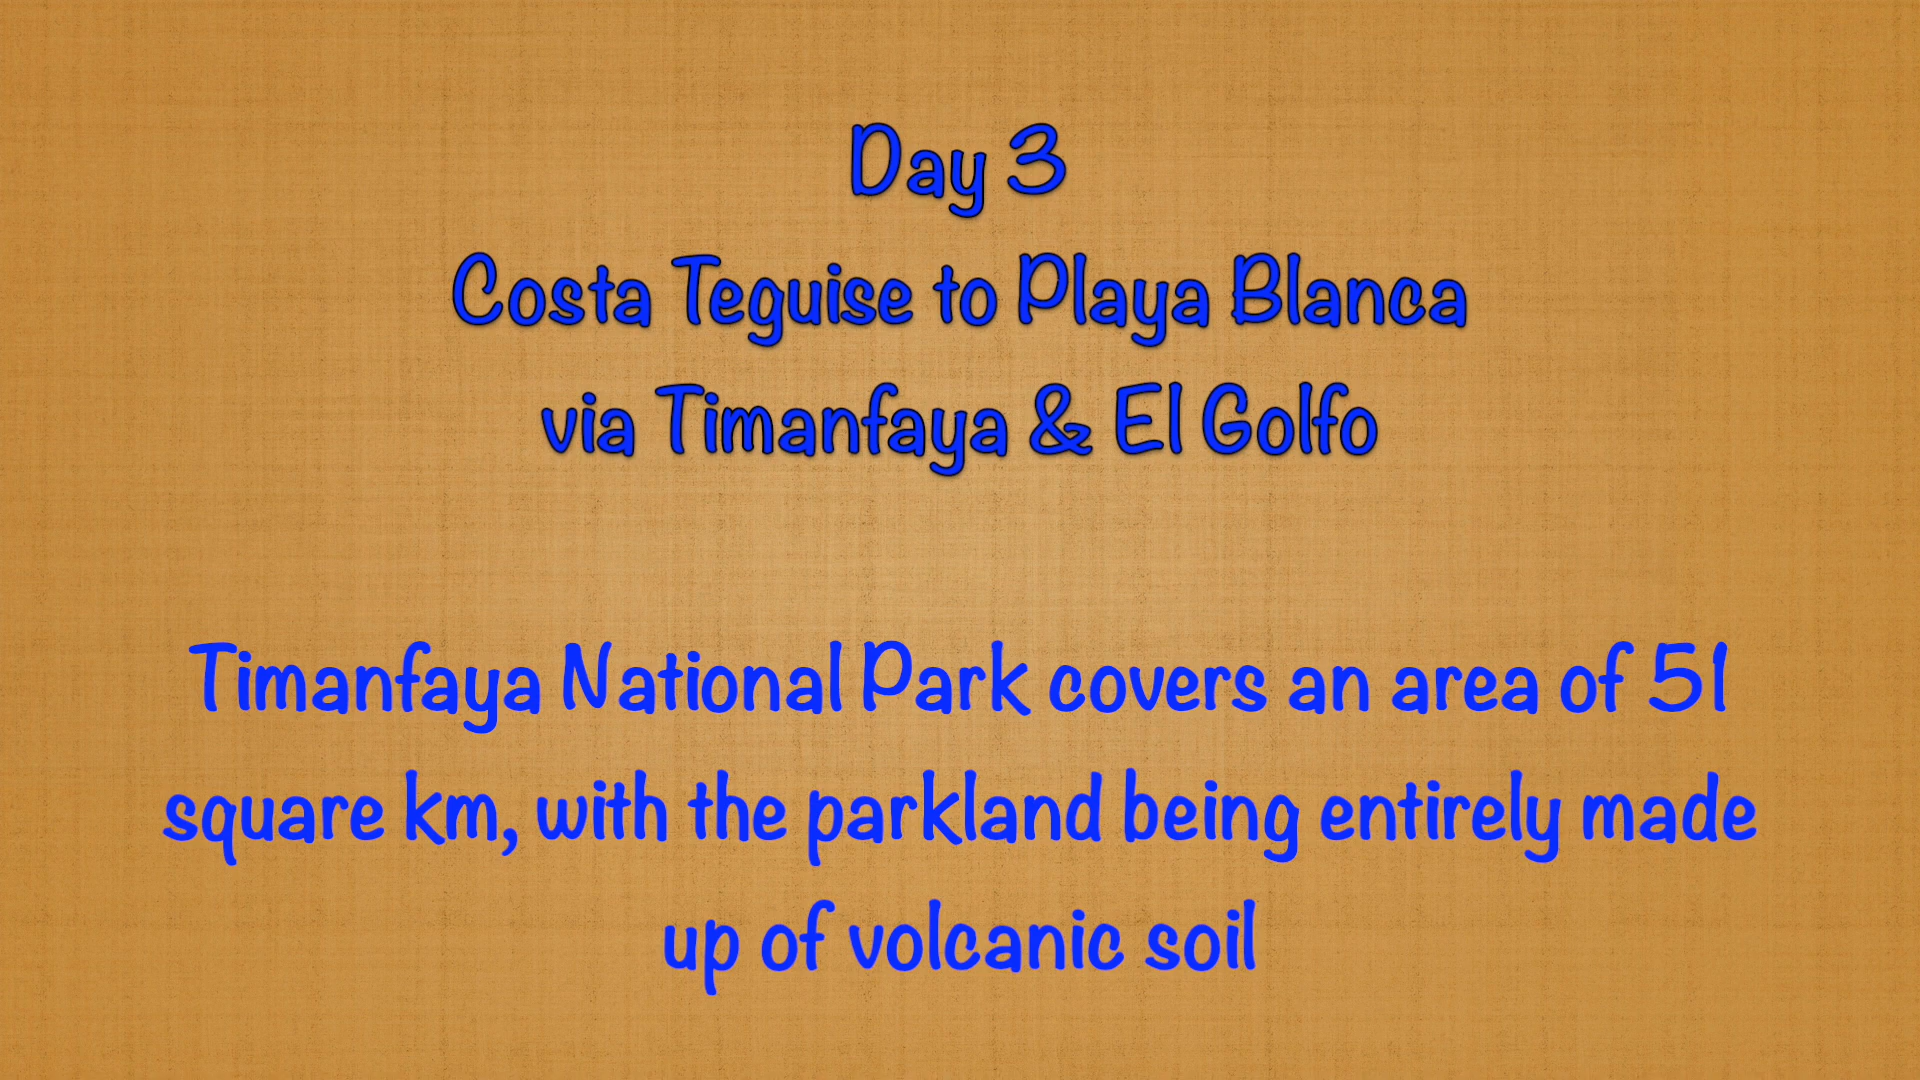 Day 3
Costa Teguise to Playa Blanca
via Timanfaya & El Golfo
Timanfaya National Park covers an area of 51
square km, with the parkland being entirely made
up of volcanic soil